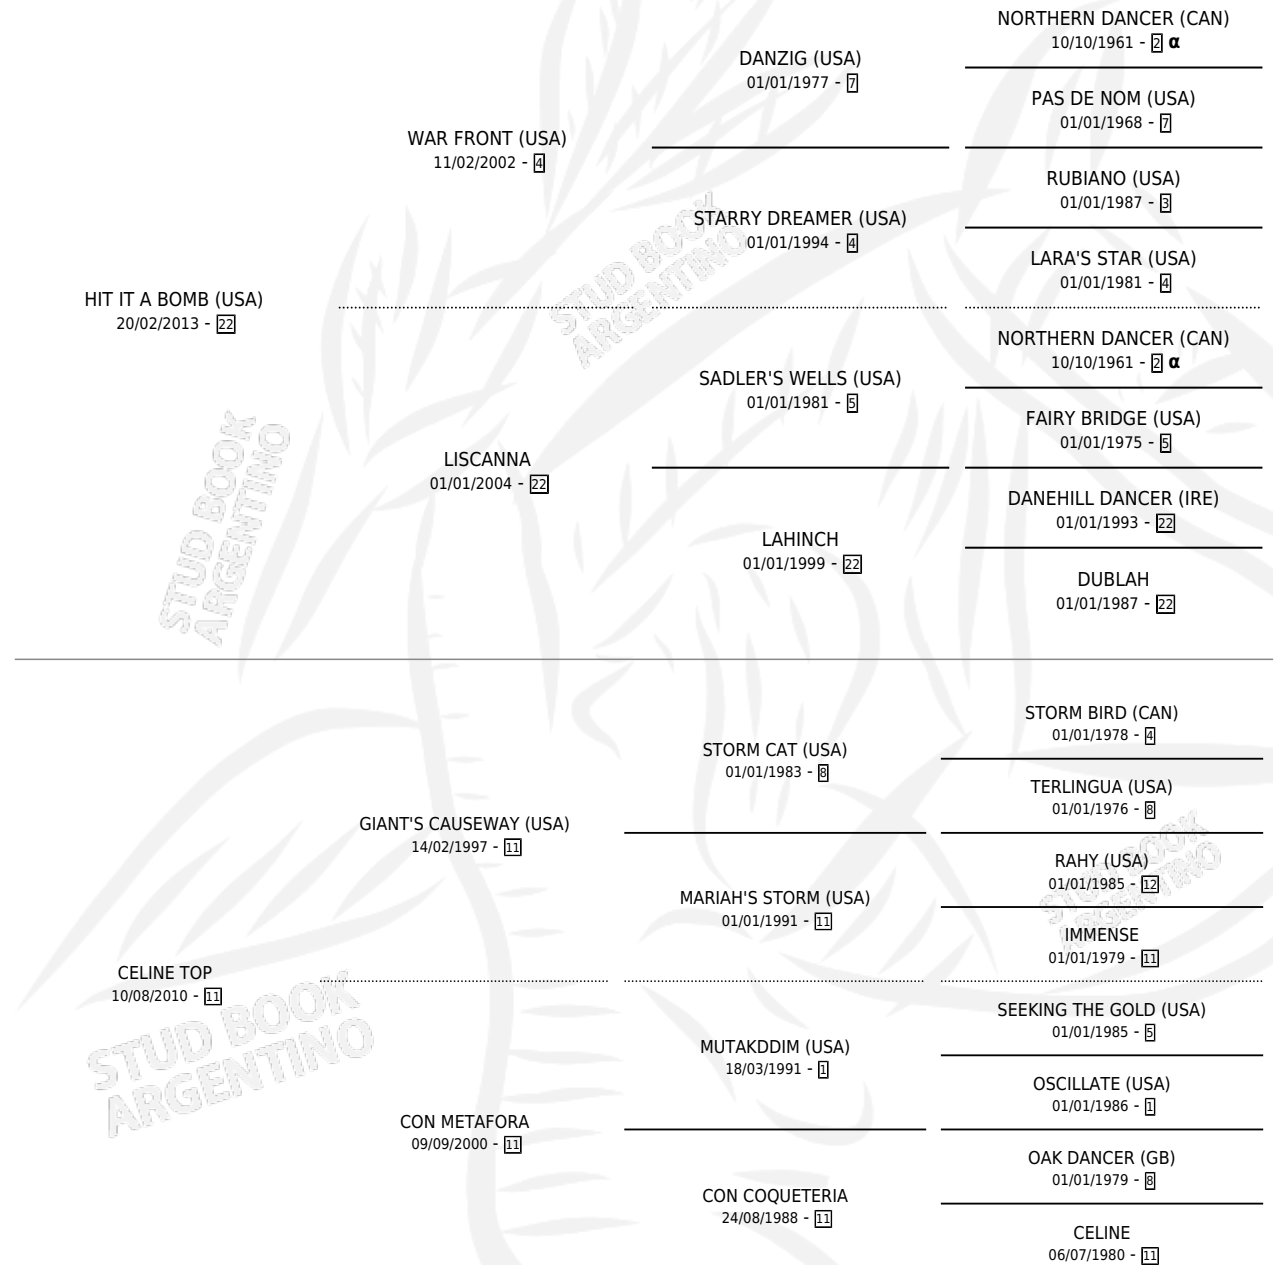 NORTHERN DANCER (CAN)
10/10/1961 - 2 α
DANZIG (USA)
01/01/1977 - 7
PAS DE NOM (USA)
01/01/1968 - 7
WAR FRONT (USA)
11/02/2002 - 4
RUBIANO (USA)
01/01/1987 - 3
STARRY DREAMER (USA)
01/01/1994 - 4
LARA'S STAR (USA)
01/01/1981 - 4
HIT IT A BOMB (USA)
20/02/2013 - 22
NORTHERN DANCER (CAN)
10/10/1961 - 2 α
SADLER'S WELLS (USA)
01/01/1981 - 5
FAIRY BRIDGE (USA)
01/01/1975 - 5
LISCANNA
01/01/2004 - 22
DANEHILL DANCER (IRE)
01/01/1993 - 22
LAHINCH
01/01/1999 - 22
DUBLAH
01/01/1987 - 22
STORM BIRD (CAN)
01/01/1978 - 4
STORM CAT (USA)
01/01/1983 - 8
TERLINGUA (USA)
01/01/1976 - 8
GIANT'S CAUSEWAY (USA)
14/02/1997 - 11
RAHY (USA)
01/01/1985 - 12
MARIAH'S STORM (USA)
01/01/1991 - 11
IMMENSE
01/01/1979 - 11
CELINE TOP
10/08/2010 - 11
SEEKING THE GOLD (USA)
01/01/1985 - 5
MUTAKDDIM (USA)
18/03/1991 - 1
OSCILLATE (USA)
01/01/1986 - 1
CON METAFORA
09/09/2000 - 11
OAK DANCER (GB)
01/01/1979 - 8
CON COQUETERIA
24/08/1988 - 11
CELINE
06/07/1980 - 11
STUD BOOK
ARGENTINO
STUD BOOK
ARGENTINO
STUD BOOK
ARGENTINO
STUD BOOK
ARGENTINO